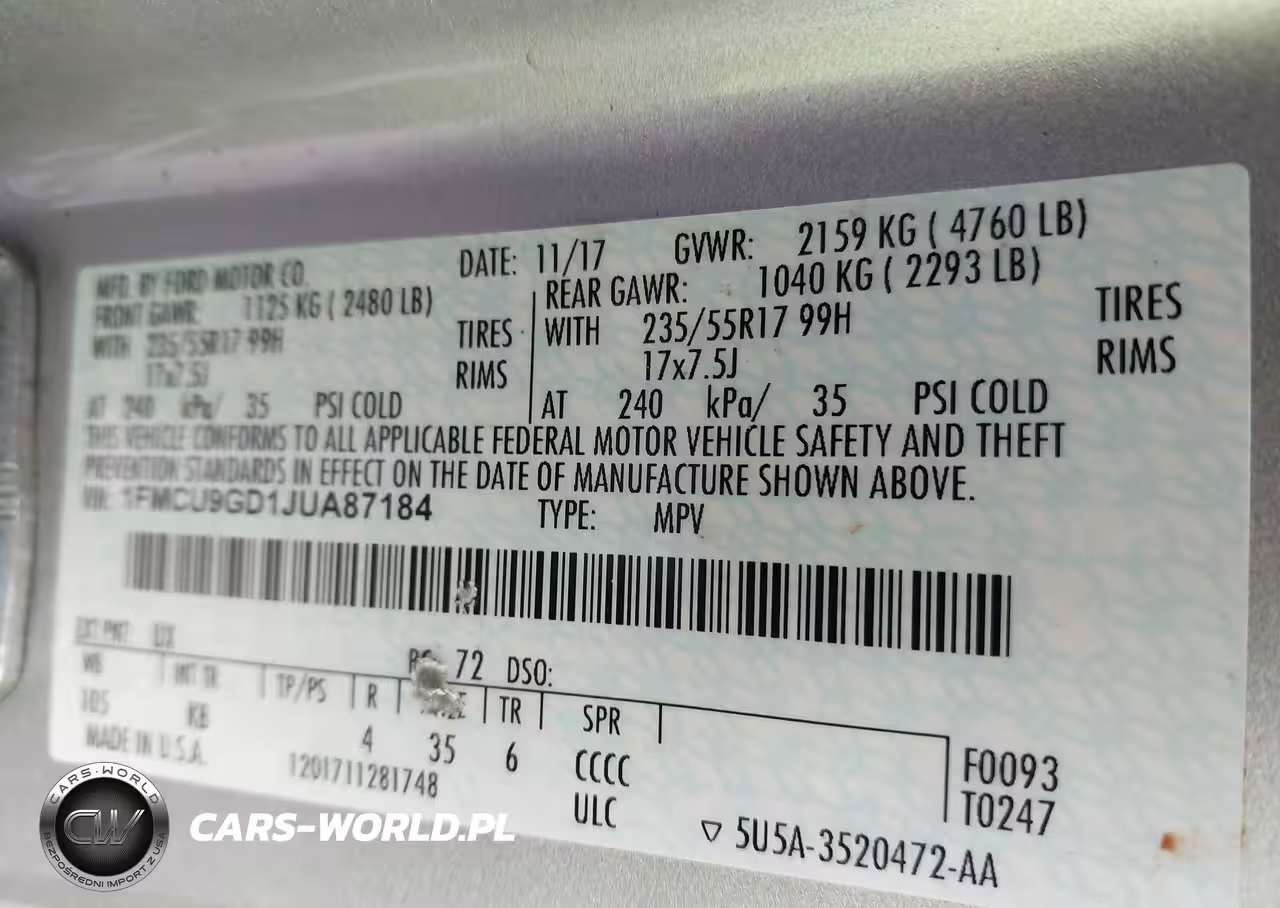 MFD. BY FORD MOTOR CO. DATE: 11/17 GVWR: 2159 KG ( 4760 LB)
FRONT GAWR: 1125 KG ( 2480 LB) REAR GAWR: 1040 KG ( 2293 LB)
WITH 235/55R17 99H TIRES WITH 235/55R17 99H TIRES
17x7.5J RIMS 17x7.5J RIMS
AT 240 kPa/ 35 PSI COLD AT 240 kPa/ 35 PSI COLD
THIS VEHICLE CONFORMS TO ALL APPLICABLE FEDERAL MOTOR VEHICLE SAFETY AND THEFT
PREVENTION STANDARDS IN EFFECT ON THE DATE OF MANUFACTURE SHOWN ABOVE.
VIN: 1FMCU9GD1JUA87184 TYPE: MPV
EXT PNT: UX 72 DSO:
WB INT TR TP/PS R TR SPR
105 KB 4 35 6 CCCC F0093
MADE IN U.S.A. 1201711281748 ULC T0247
▽ 5U5A-3520472-AA
CARS-WORLD
CW
BEZPOŚREDNI IMPORT Z USA
CARS-WORLD.PL